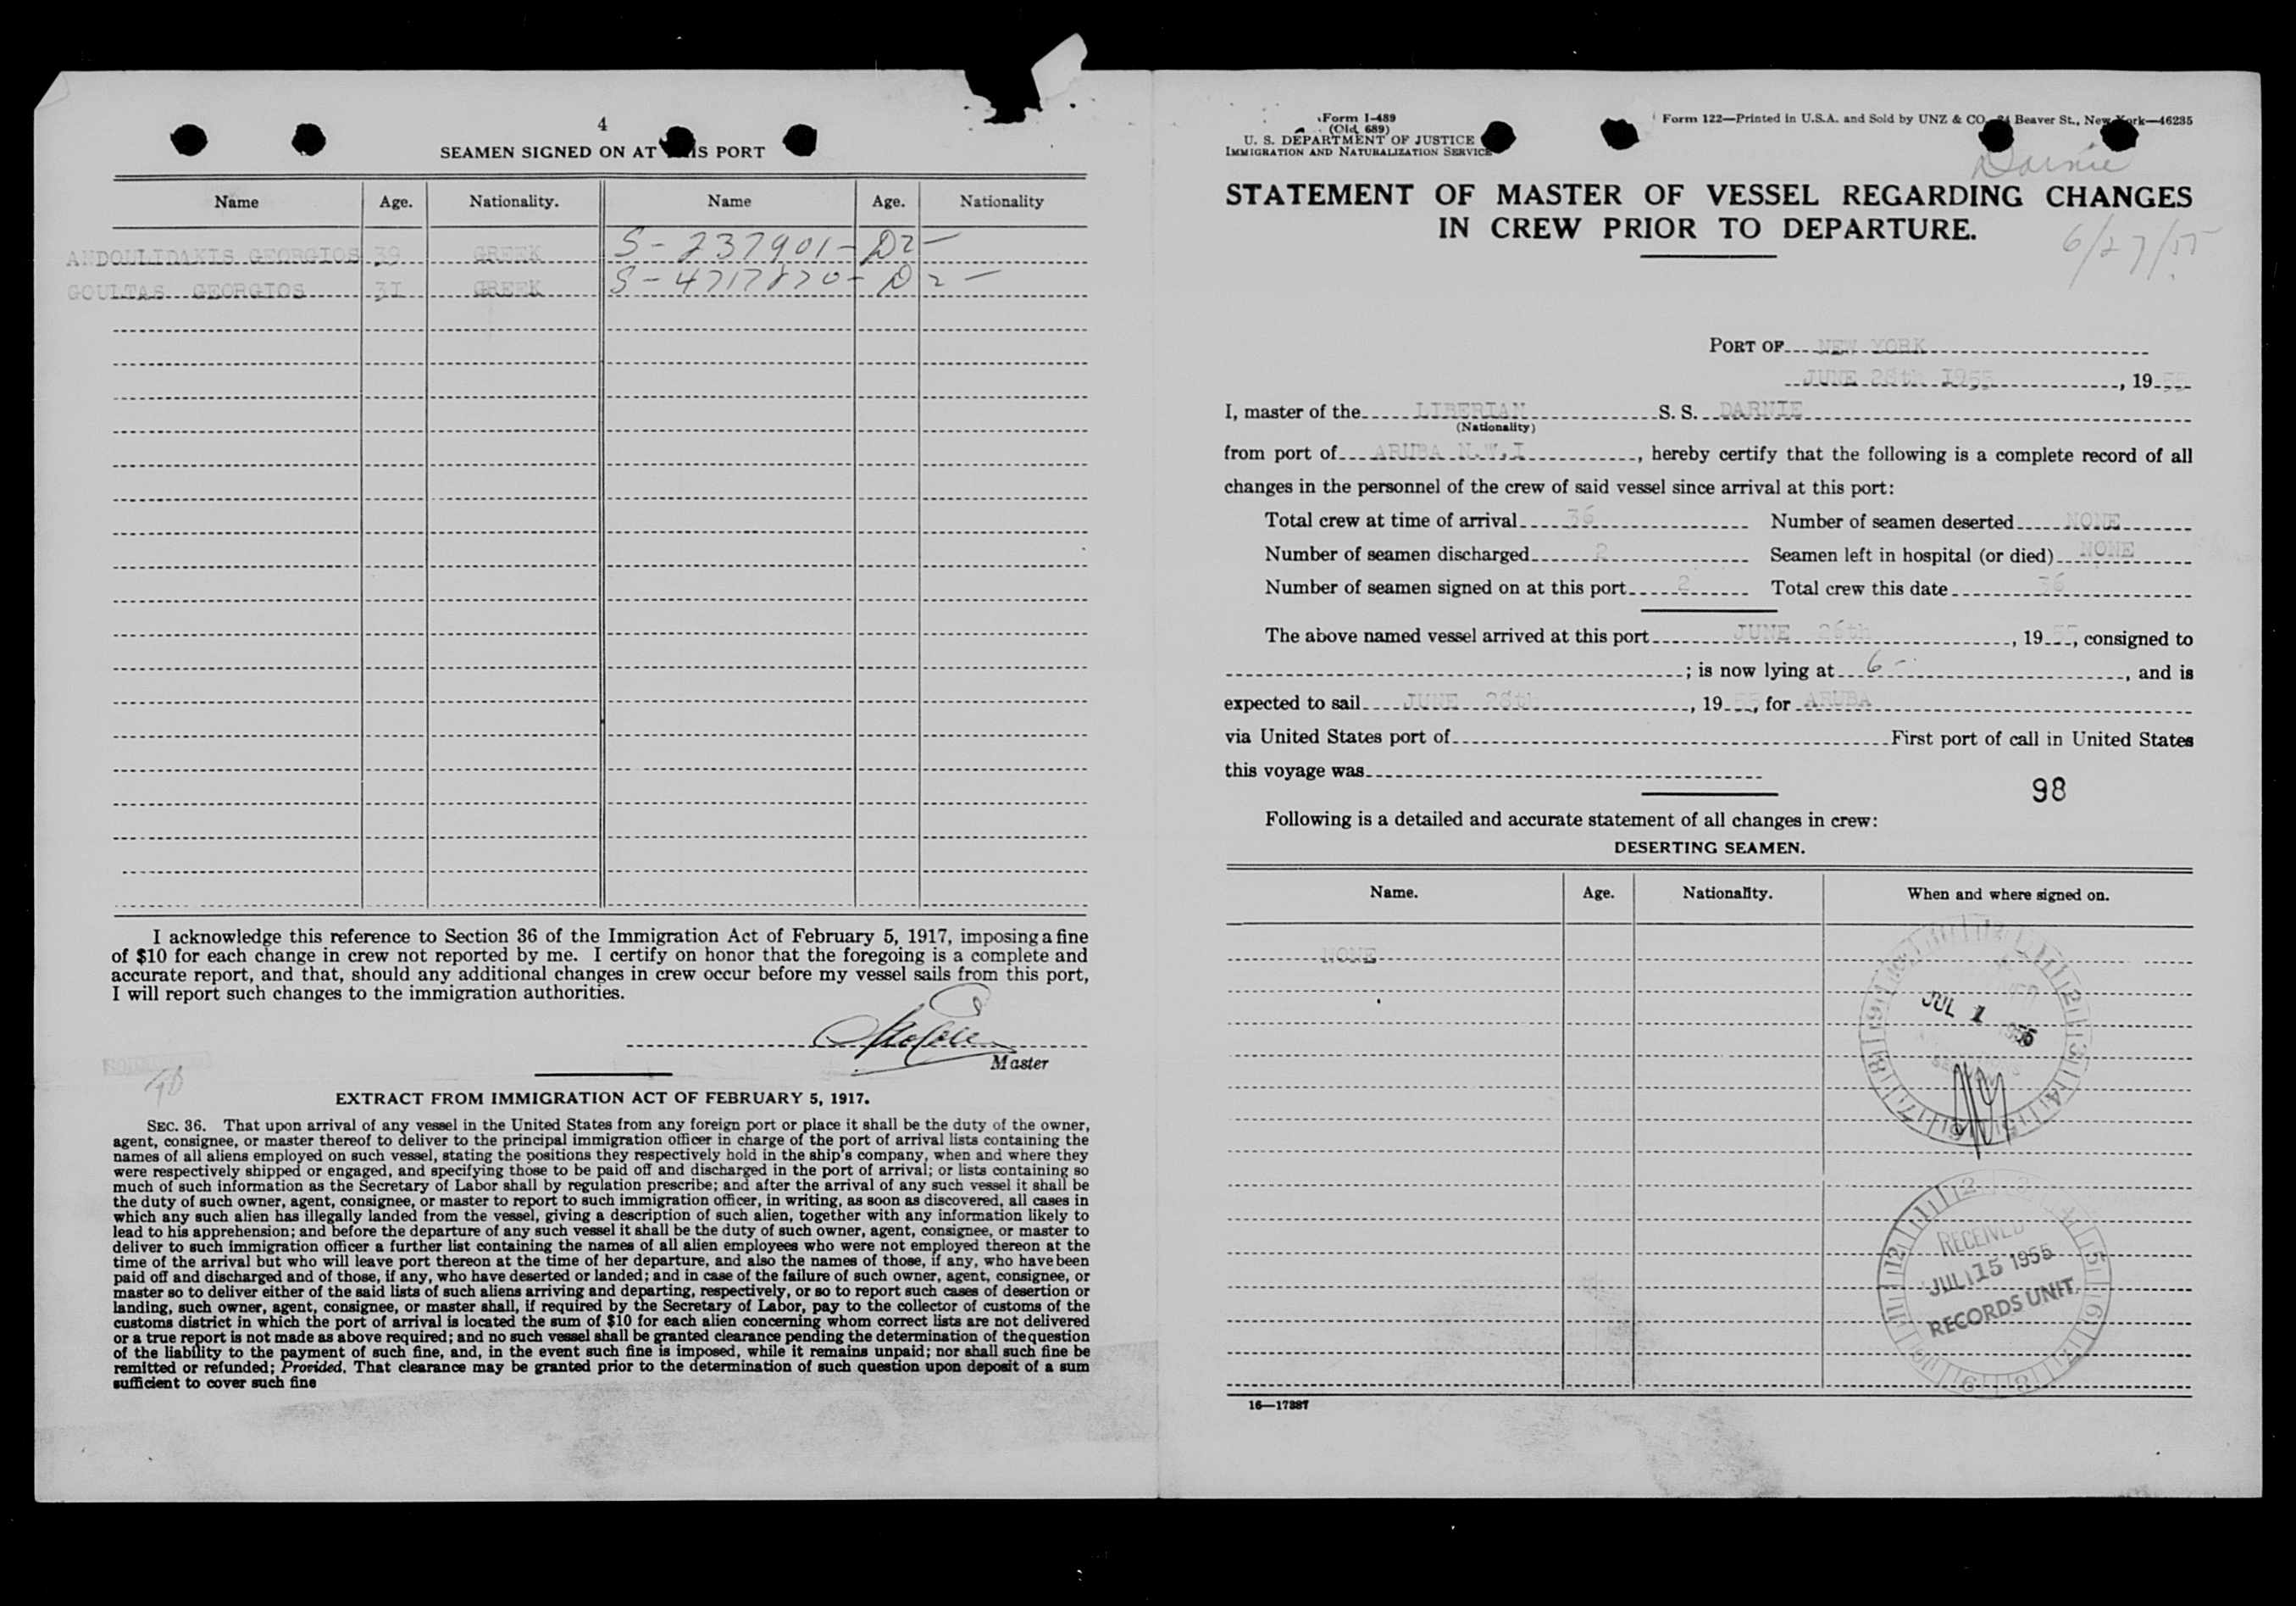 4
SEAMEN SIGNED ON AT THIS PORT
Name Age. Nationality. Name Age. Nationality
ANDOULIDAKIS GEORGIOS 39 GREEK S-237901-D2-
GOULTAS GEORGIOS 31 GREEK S-4717870-D2-
I acknowledge this reference to Section 36 of the Immigration Act of February 5, 1917, imposing a fine
of $10 for each change in crew not reported by me. I certify on honor that the foregoing is a complete and
accurate report, and that, should any additional changes in crew occur before my vessel sails from this port,
I will report such changes to the immigration authorities.
Master
EXTRACT FROM IMMIGRATION ACT OF FEBRUARY 5, 1917.
SEC. 36. That upon arrival of any vessel in the United States from any foreign port or place it shall be the duty of the owner,
agent, consignee, or master thereof to deliver to the principal immigration officer in charge of the port of arrival lists containing the
names of all aliens employed on such vessel, stating the positions they respectively hold in the ship's company, when and where they
were respectively shipped or engaged, and specifying those to be paid off and discharged in the port of arrival; or lists containing so
much of such information as the Secretary of Labor shall by regulation prescribe; and after the arrival of any such vessel it shall be
the duty of such owner, agent, consignee, or master to report to such immigration officer, in writing, as soon as discovered, all cases in
which any such alien has illegally landed from the vessel, giving a description of such alien, together with any information likely to
lead to his apprehension; and before the departure of any such vessel it shall be the duty of such owner, agent, consignee, or master to
deliver to such immigration officer a further list containing the names of all alien employees who were not employed thereon at the
time of the arrival but who will leave port thereon at the time of her departure, and also the names of those, if any, who have been
paid off and discharged and of those, if any, who have deserted or landed; and in case of the failure of such owner, agent, consignee, or
master so to deliver either of the said lists of such aliens arriving and departing, respectively, or so to report such cases of desertion or
landing, such owner, agent, consignee, or master shall, if required by the Secretary of Labor, pay to the collector of customs of the
customs district in which the port of arrival is located the sum of $10 for each alien concerning whom correct lists are not delivered
or a true report is not made as above required; and no such vessel shall be granted clearance pending the determination of the question
of the liability to the payment of such fine, and, in the event such fine is imposed, while it remains unpaid; nor shall such fine be
remitted or refunded; Provided, That clearance may be granted prior to the determination of such question upon deposit of a sum
sufficient to cover such fine
Form I-489
(Old 689)
U. S. DEPARTMENT OF JUSTICE
IMMIGRATION AND NATURALIZATION SERVICE
Form 122—Printed in U.S.A. and Sold by UNZ & CO., 24 Beaver St., New York—46235
Darnie
STATEMENT OF MASTER OF VESSEL REGARDING CHANGES
IN CREW PRIOR TO DEPARTURE.
6/27/55
PORT OF NEW YORK
JUNE 28th 1955, 19 55
I, master of the LIBERIAN S. S. DARNIE
(Nationality)
from port of ARUBA N.W.I, hereby certify that the following is a complete record of all
changes in the personnel of the crew of said vessel since arrival at this port:
Total crew at time of arrival 36 Number of seamen deserted NONE
Number of seamen discharged 2 Seamen left in hospital (or died) NONE
Number of seamen signed on at this port 2 Total crew this date 36
The above named vessel arrived at this port JUNE 26th, 19 55, consigned to
; is now lying at 6 -, and is
expected to sail JUNE 28th, 19 55, for ARUBA
via United States port of First port of call in United States
this voyage was
98
Following is a detailed and accurate statement of all changes in crew:
DESERTING SEAMEN.
Name. Age. Nationality. When and where signed on.
NONE
JUL 1 1955
RECEIVED
JUL 15 1955
RECORDS UNIT
16—17387